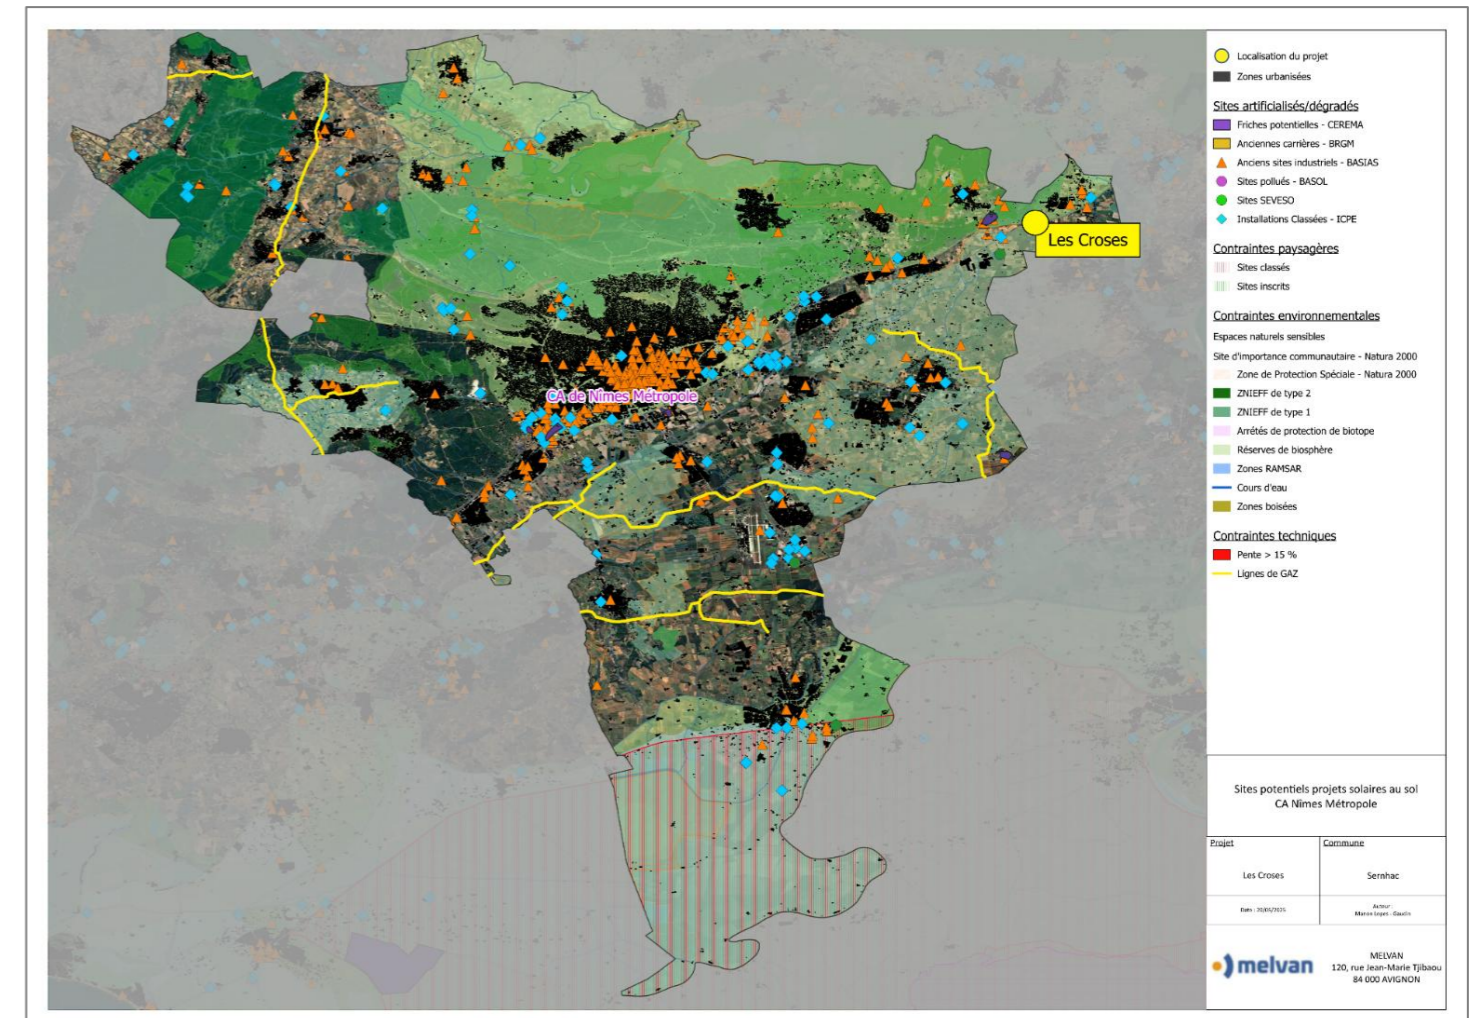 Les Croses
CA de Nîmes Métropole
Localisation du projet
Zones urbanisées
Sites artificialisés/dégradés
Friches potentielles - CEREMA
Anciennes carrières - BRGM
Anciens sites industriels - BASIAS
Sites pollués - BASOL
Sites SEVESO
Installations Classées - ICPE
Contraintes paysagères
Sites classés
Sites inscrits
Contraintes environnementales
Espaces naturels sensibles
Site d'importance communautaire - Natura 2000
Zone de Protection Spéciale - Natura 2000
ZNIEFF de type 2
ZNIEFF de type 1
Arrétés de protection de biotope
Réserves de biosphère
Zones RAMSAR
Cours d'eau
Zones boisées
Contraintes techniques
Pente > 15 %
Lignes de GAZ
Sites potentiels projets solaires au sol
CA Nîmes Métropole
Projet
Commune
Les Croses
Sernhac
Auteur :
melvan
MELVAN
120, rue Jean-Marie Tjibaou
84 000 AVIGNON